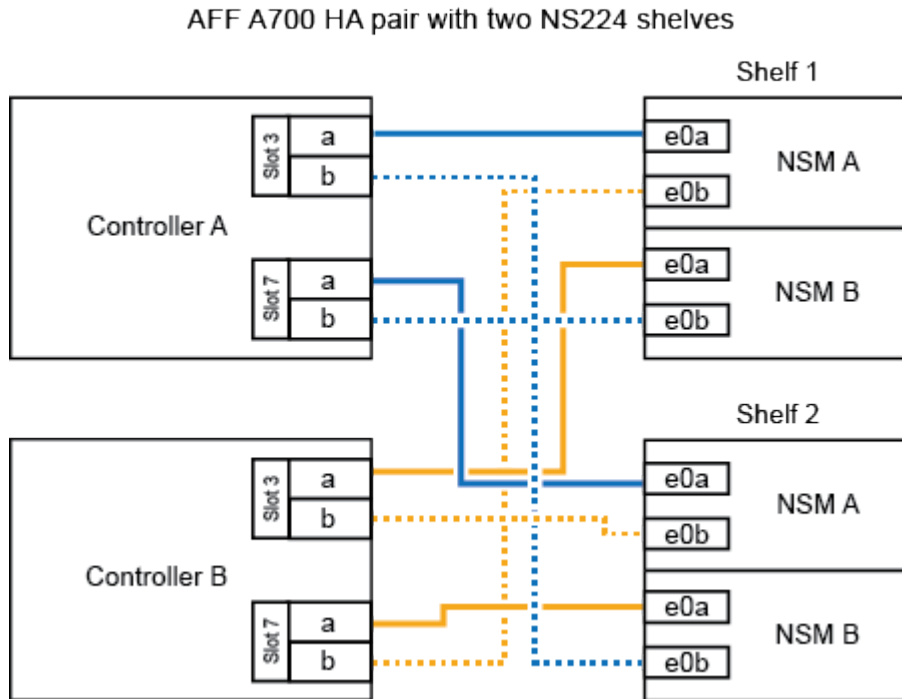 AFF A700 HA pair with two NS224 shelves
Shelf 1
Controller A
Slot 3
a
b
Slot 7
a
b
e0a
e0b
NSM A
e0a
e0b
NSM B
Shelf 2
Controller B
Slot 3
a
b
Slot 7
a
b
e0a
e0b
NSM A
e0a
e0b
NSM B